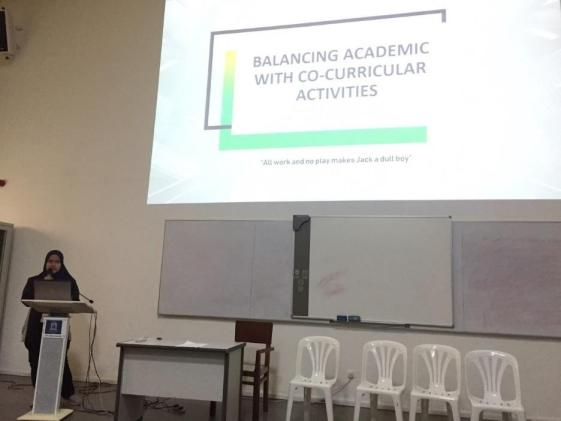 BALANCING ACADEMIC
WITH CO-CURRICULAR
ACTIVITIES
"All work and no play makes Jack a dull boy"